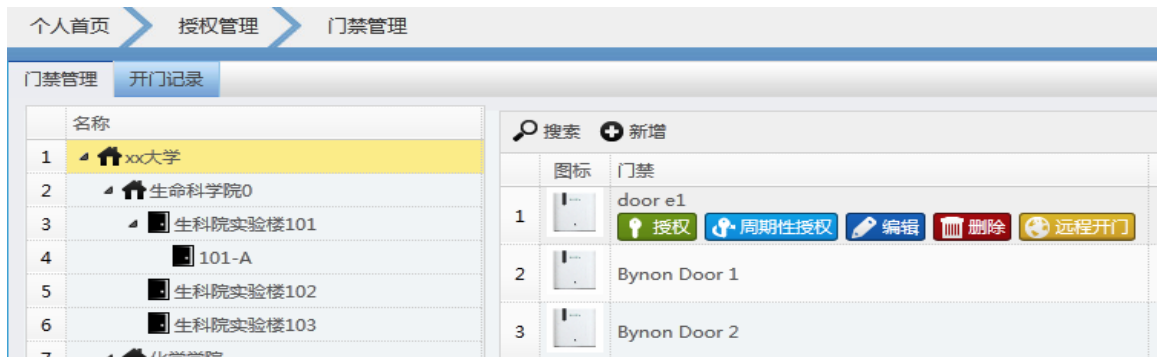 个人首页 授权管理 门禁管理
门禁管理 开门记录
名称
1 xx大学
2 生命科学院0
3 生科院实验楼101
4 101-A
5 生科院实验楼102
6 生科院实验楼103
7 化学学院
搜索 新增
图标 门禁
1 door e1
授权 周期性授权 编辑 删除 远程开门
2 Bynon Door 1
3 Bynon Door 2